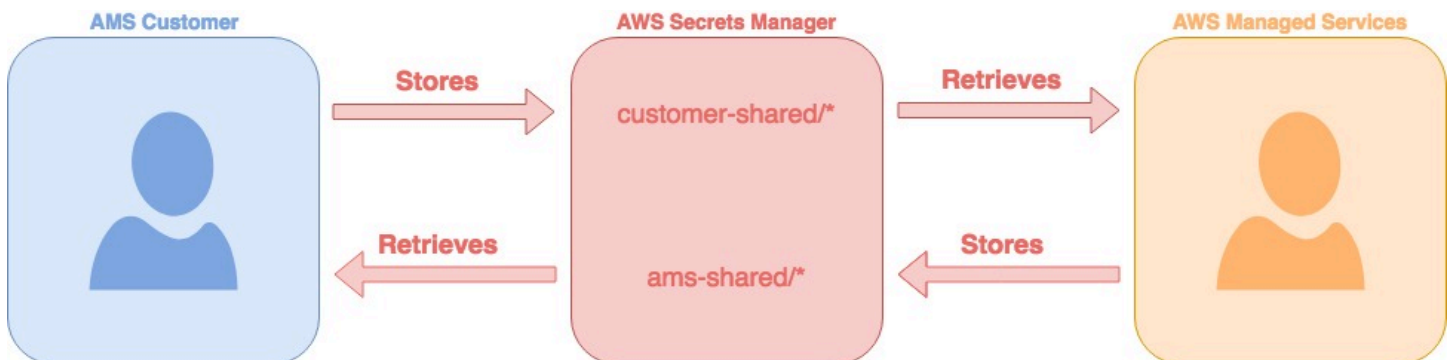 AMS Customer
AWS Secrets Manager
AWS Managed Services
Stores
Retrieves
customer-shared/*
Retrieves
Stores
ams-shared/*